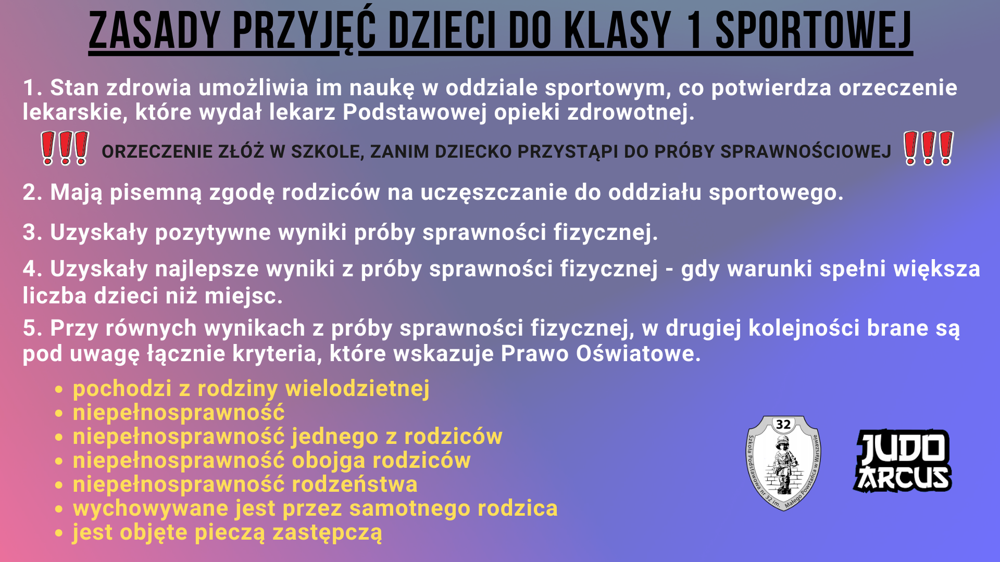 ZASADY PRZYJĘĆ DZIECI DO KLASY 1 SPORTOWEJ
1. Stan zdrowia umożliwia im naukę w oddziale sportowym, co potwierdza orzeczenie
lekarskie, które wydał lekarz Podstawowej opieki zdrowotnej.
!!! ORZECZENIE ZŁÓŻ W SZKOLE, ZANIM DZIECKO PRZYSTĄPI DO PRÓBY SPRAWNOŚCIOWEJ !!!
2. Mają pisemną zgodę rodziców na uczęszczanie do oddziału sportowego.
3. Uzyskały pozytywne wyniki próby sprawności fizycznej.
4. Uzyskały najlepsze wyniki z próby sprawności fizycznej - gdy warunki spełni większa
liczba dzieci niż miejsc.
5. Przy równych wynikach z próby sprawności fizycznej, w drugiej kolejności brane są
pod uwagę łącznie kryteria, które wskazuje Prawo Oświatowe.
• pochodzi z rodziny wielodzietnej
• niepełnosprawność
• niepełnosprawność jednego z rodziców
• niepełnosprawność obojga rodziców
• niepełnosprawność rodzeństwa
• wychowywane jest przez samotnego rodzica
• jest objęte pieczą zastępczą
32
Szkoła Podstawowa nr 32 im. Małego Powstańca w Warszawie
JUDO
ARCUS